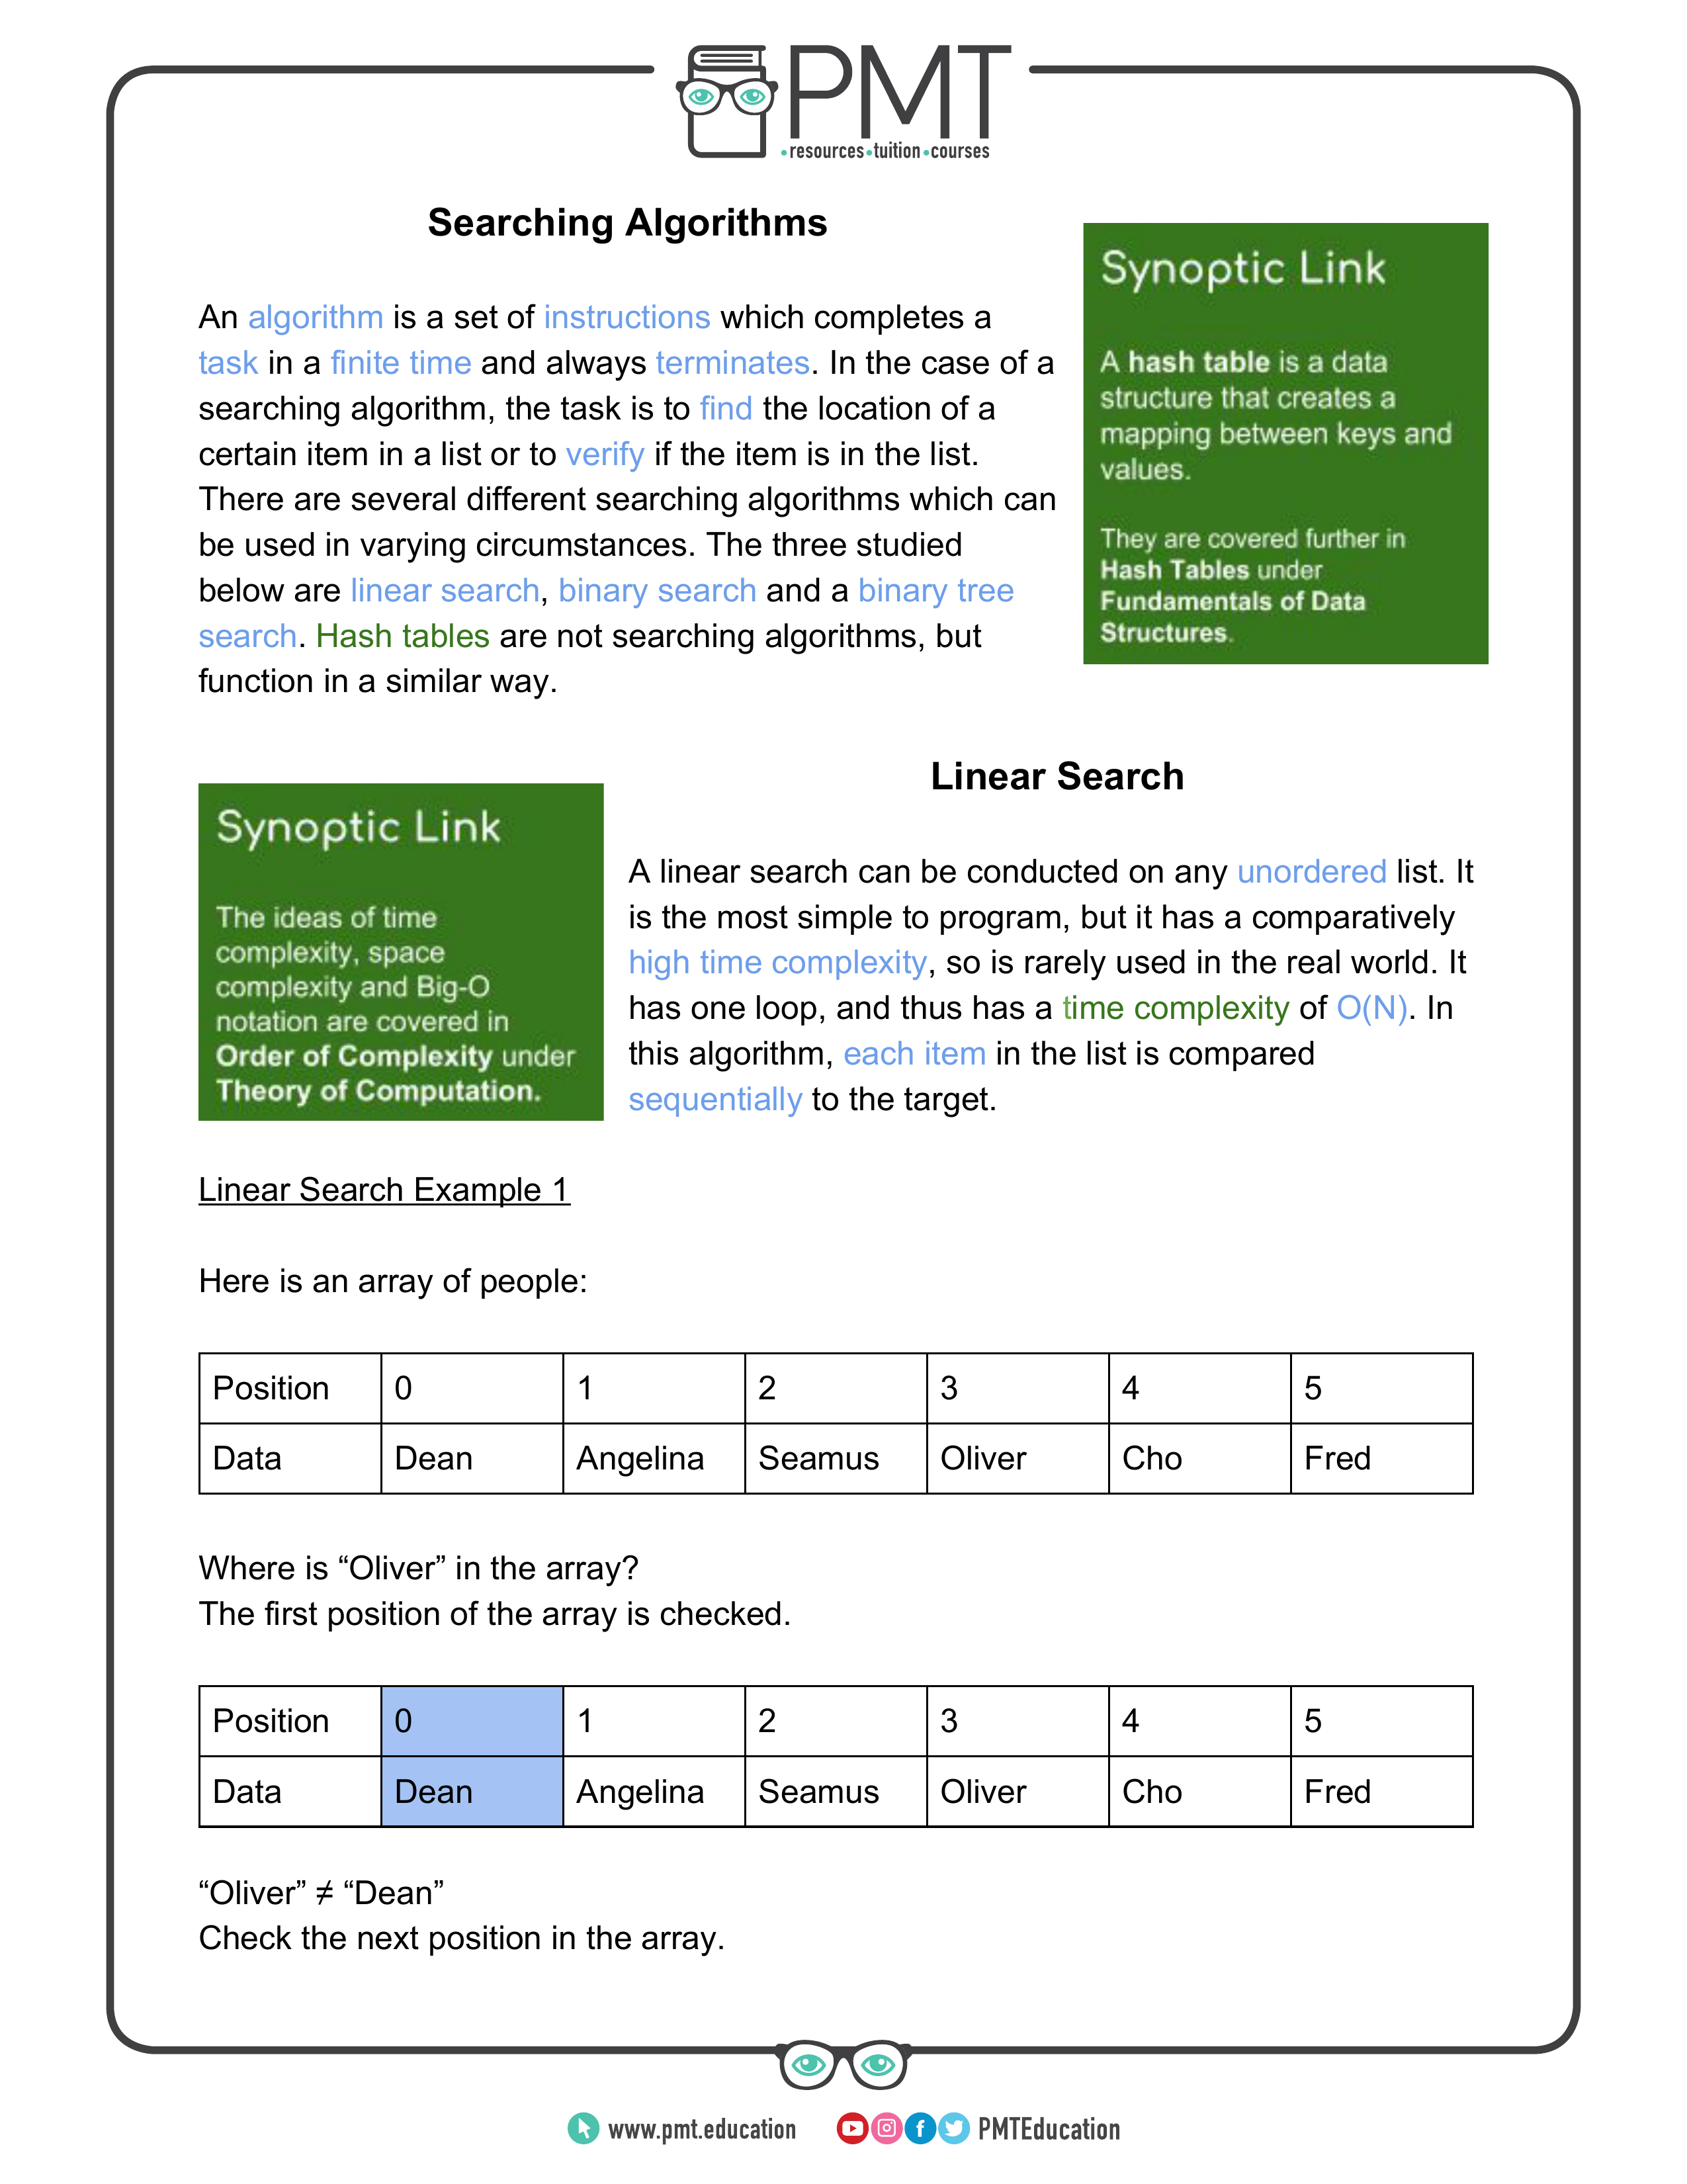 PMT
•resources•tuition•courses
Searching Algorithms
An algorithm is a set of instructions which completes a
task in a finite time and always terminates. In the case of a
searching algorithm, the task is to find the location of a
certain item in a list or to verify if the item is in the list.
There are several different searching algorithms which can
be used in varying circumstances. The three studied
below are linear search, binary search and a binary tree
search. Hash tables are not searching algorithms, but
function in a similar way.
Synoptic Link
A hash table is a data
structure that creates a
mapping between keys and
values.
They are covered further in
Hash Tables under
Fundamentals of Data
Structures.
Linear Search
Synoptic Link
The ideas of time
complexity, space
complexity and Big-O
notation are covered in
Order of Complexity under
Theory of Computation.
A linear search can be conducted on any unordered list. It
is the most simple to program, but it has a comparatively
high time complexity, so is rarely used in the real world. It
has one loop, and thus has a time complexity of O(N). In
this algorithm, each item in the list is compared
sequentially to the target.
Linear Search Example 1
Here is an array of people:
Position 0 1 2 3 4 5
Data Dean Angelina Seamus Oliver Cho Fred
Where is “Oliver” in the array?
The first position of the array is checked.
Position 0 1 2 3 4 5
Data Dean Angelina Seamus Oliver Cho Fred
“Oliver” ≠ “Dean”
Check the next position in the array.
www.pmt.education PMTEducation